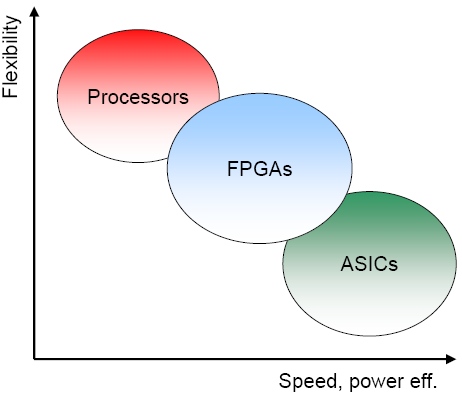 Flexibility
Processors
FPGAs
ASICs
Speed, power eff.